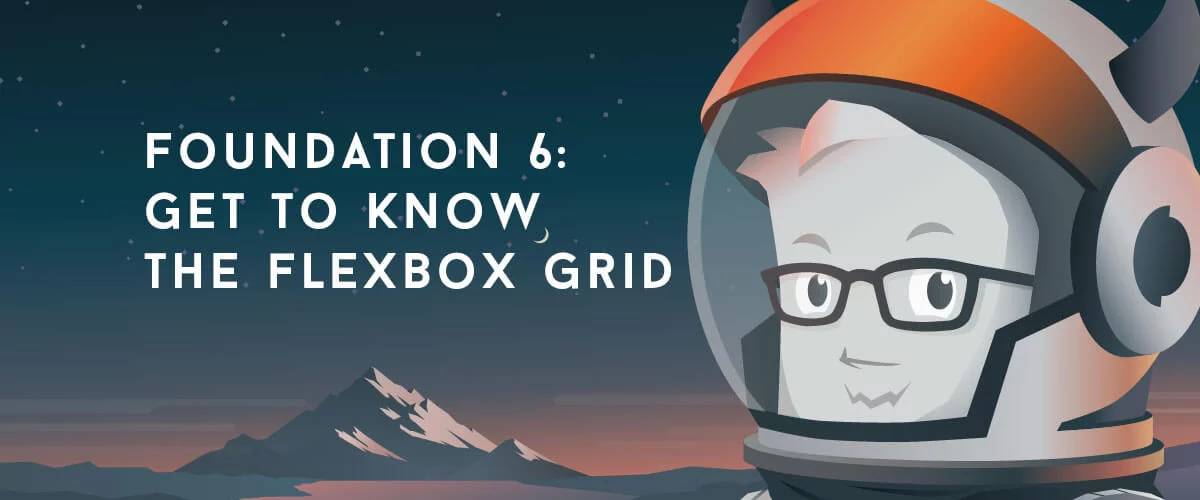 FOUNDATION 6:
GET TO KNOW
THE FLEXBOX GRID